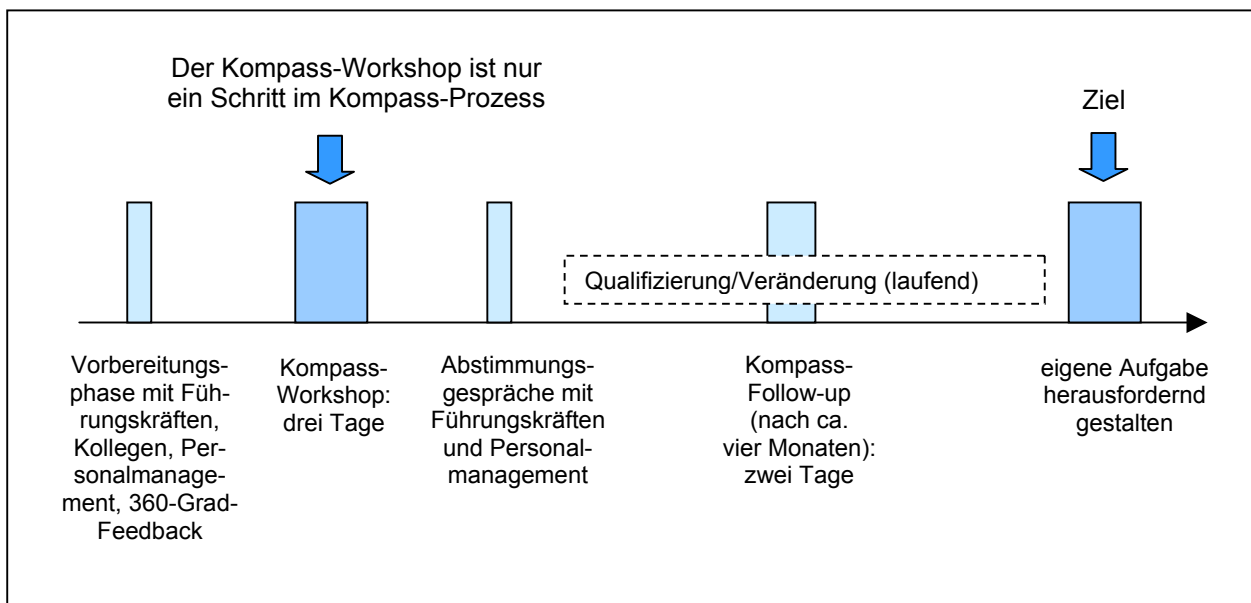 Der Kompass-Workshop ist nur
ein Schritt im Kompass-Prozess
Ziel
Qualifizierung/Veränderung (laufend)
Vorbereitungs-
phase mit Füh-
rungskräften,
Kollegen, Per-
sonalmanage-
ment, 360-Grad-
Feedback
Kompass-
Workshop:
drei Tage
Abstimmungs-
gespräche mit
Führungskräften
und Personal-
management
Kompass-
Follow-up
(nach ca.
vier Monaten):
zwei Tage
eigene Aufgabe
herausfordernd
gestalten